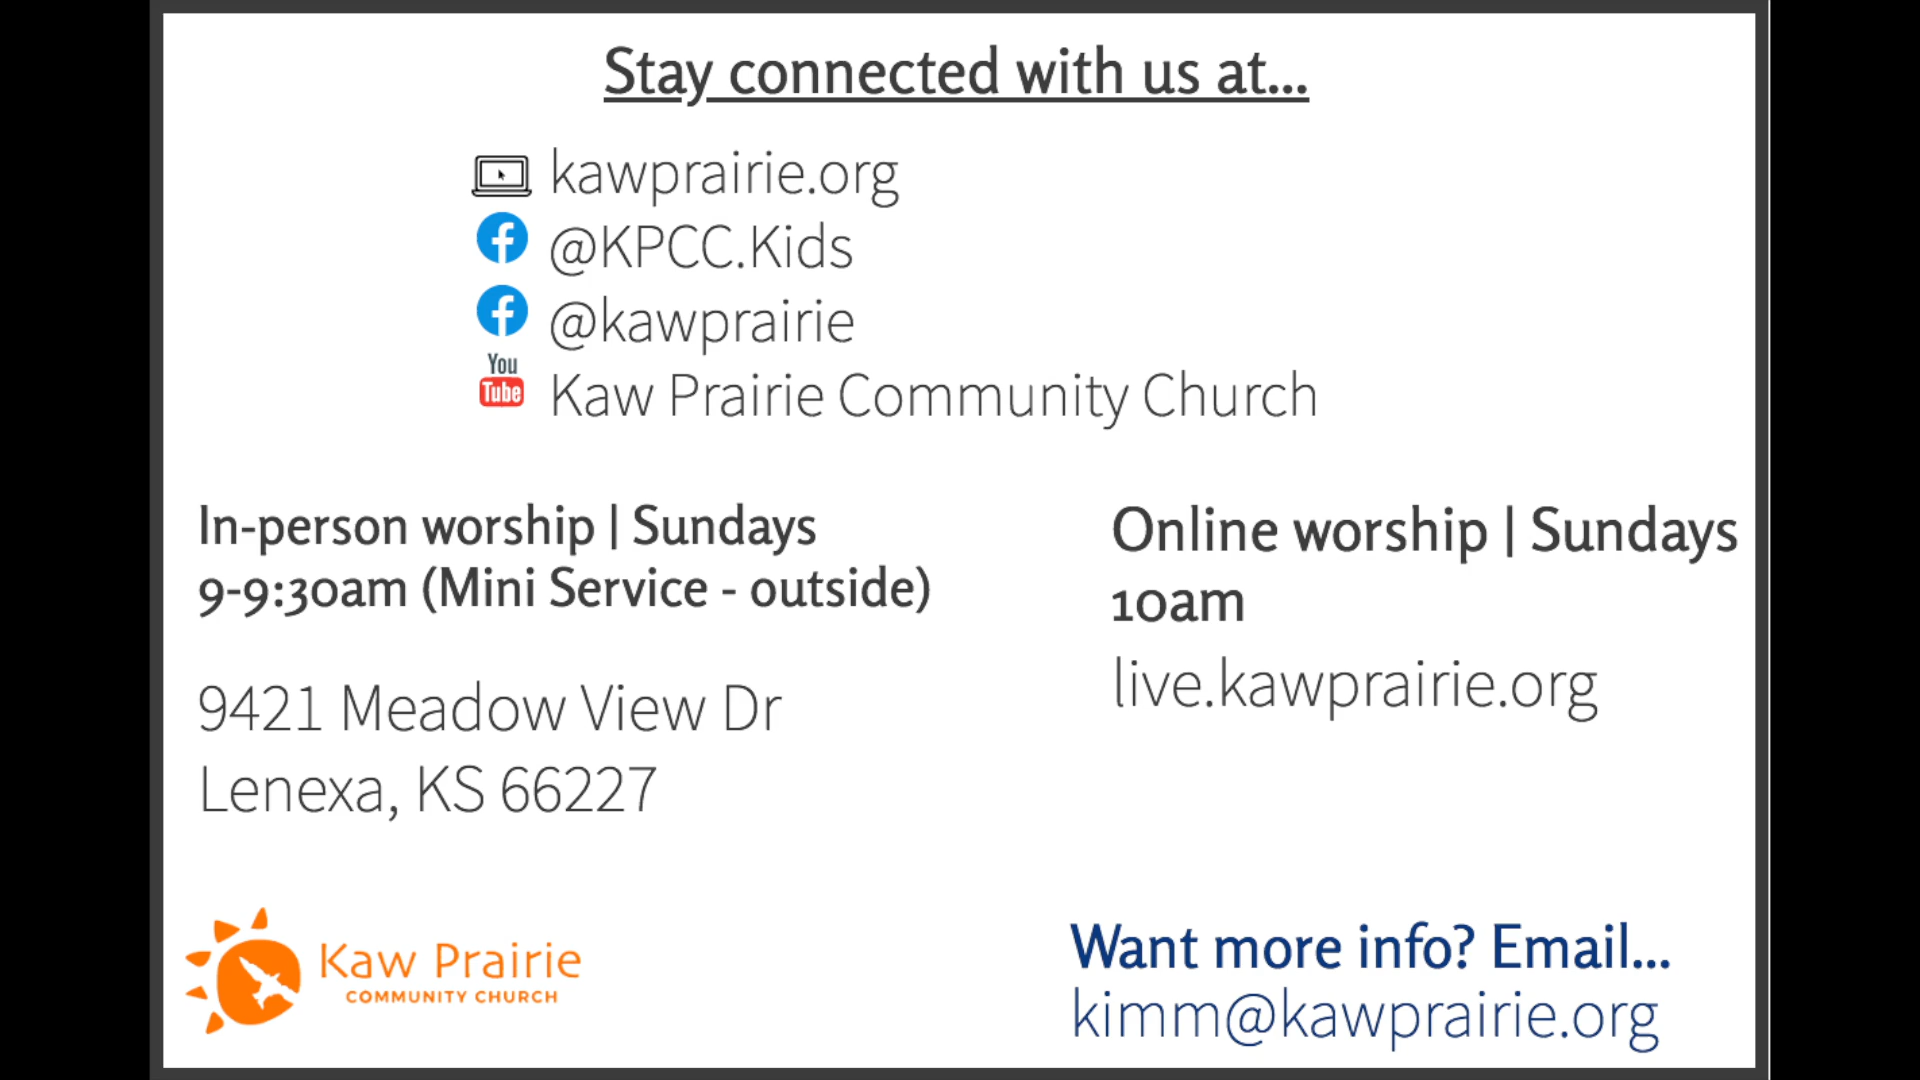 Stay connected with us at...
kawprairie.org
@KPCC.Kids
@kawprairie
You
Tube
Kaw Prairie Community Church
In-person worship | Sundays
9-9:30am (Mini Service - outside)
9421 Meadow View Dr
Lenexa, KS 66227
Online worship | Sundays
10am
live.kawprairie.org
Kaw Prairie
COMMUNITY CHURCH
Want more info? Email...
kimm@kawprairie.org